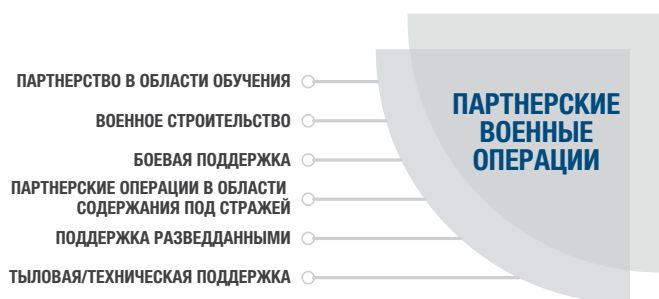 ПАРТНЕРСТВО В ОБЛАСТИ ОБУЧЕНИЯ
ВОЕННОЕ СТРОИТЕЛЬСТВО
БОЕВАЯ ПОДДЕРЖКА
ПАРТНЕРСКИЕ ОПЕРАЦИИ В ОБЛАСТИ
СОДЕРЖАНИЯ ПОД СТРАЖЕЙ
ПОДДЕРЖКА РАЗВЕДДАННЫМИ
ТЫЛОВАЯ/ТЕХНИЧЕСКАЯ ПОДДЕРЖКА
ПАРТНЕРСКИЕ
ВОЕННЫЕ
ОПЕРАЦИИ